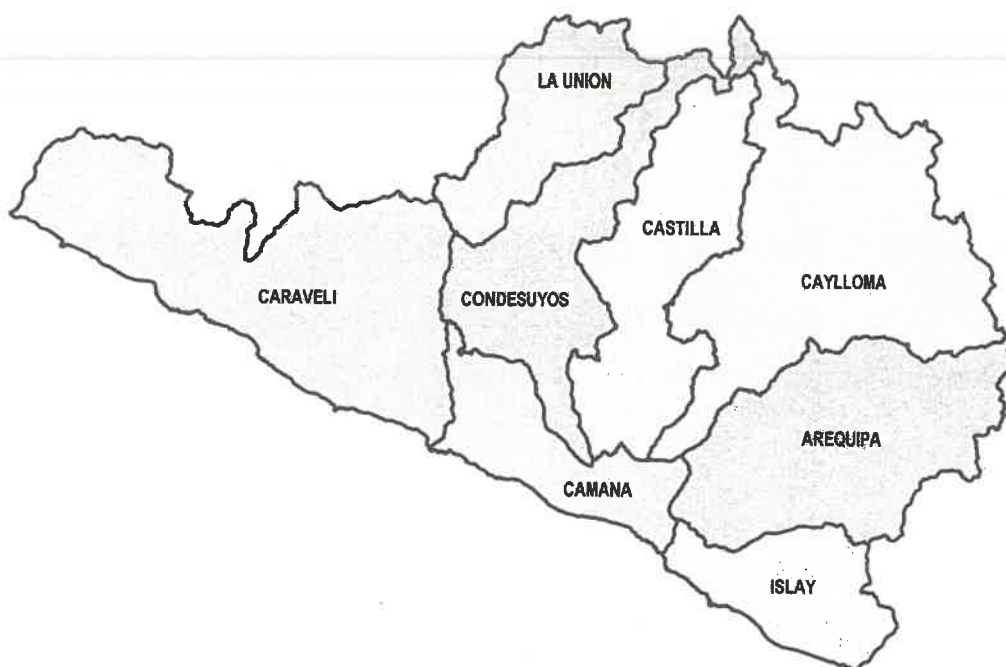 LA UNION
CASTILLA
CAYLLOMA
CARAVELI
CONDESUYOS
AREQUIPA
CAMANA
ISLAY